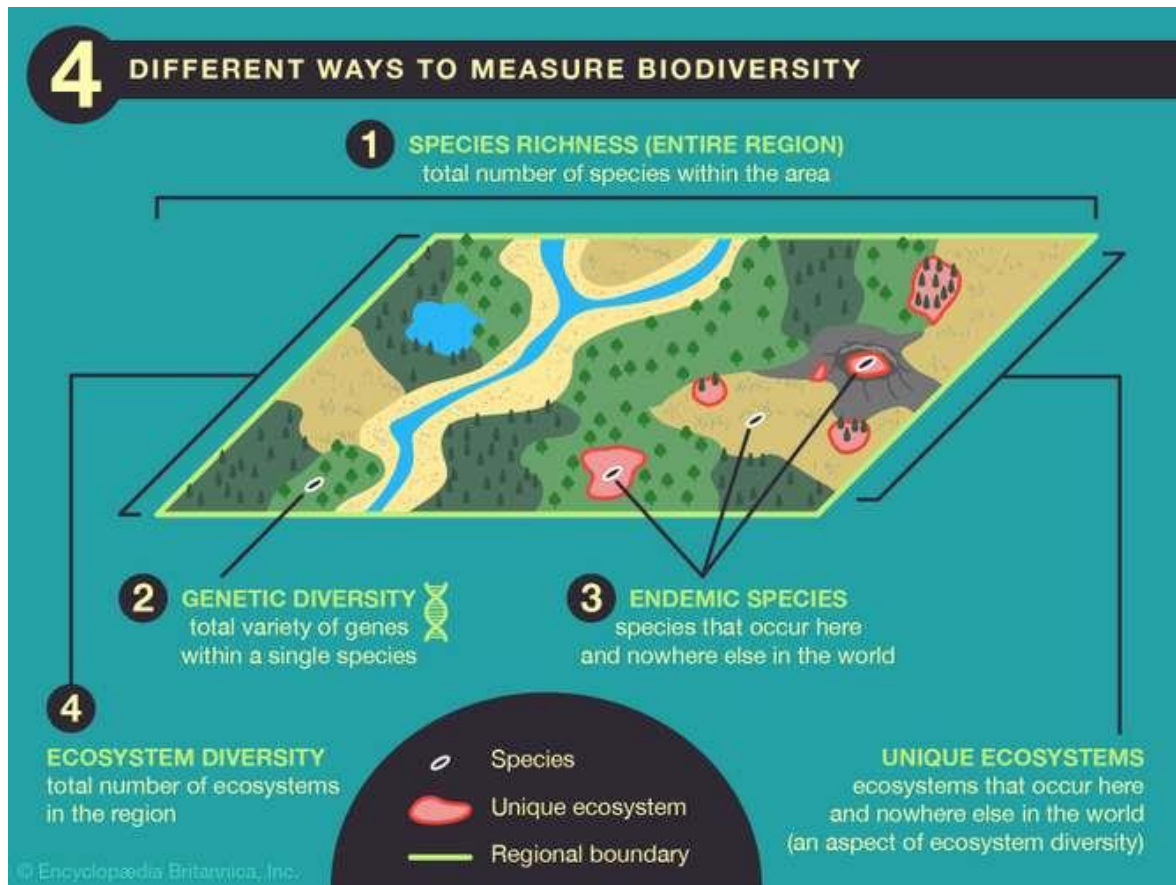 4 DIFFERENT WAYS TO MEASURE BIODIVERSITY
1 SPECIES RICHNESS (ENTIRE REGION)
total number of species within the area
2 GENETIC DIVERSITY
total variety of genes
within a single species
3 ENDEMIC SPECIES
species that occur here
and nowhere else in the world
4
ECOSYSTEM DIVERSITY
total number of ecosystems
in the region
UNIQUE ECOSYSTEMS
ecosystems that occur here
and nowhere else in the world
(an aspect of ecosystem diversity)
Species
Unique ecosystem
Regional boundary
© Encyclopædia Britannica, Inc.